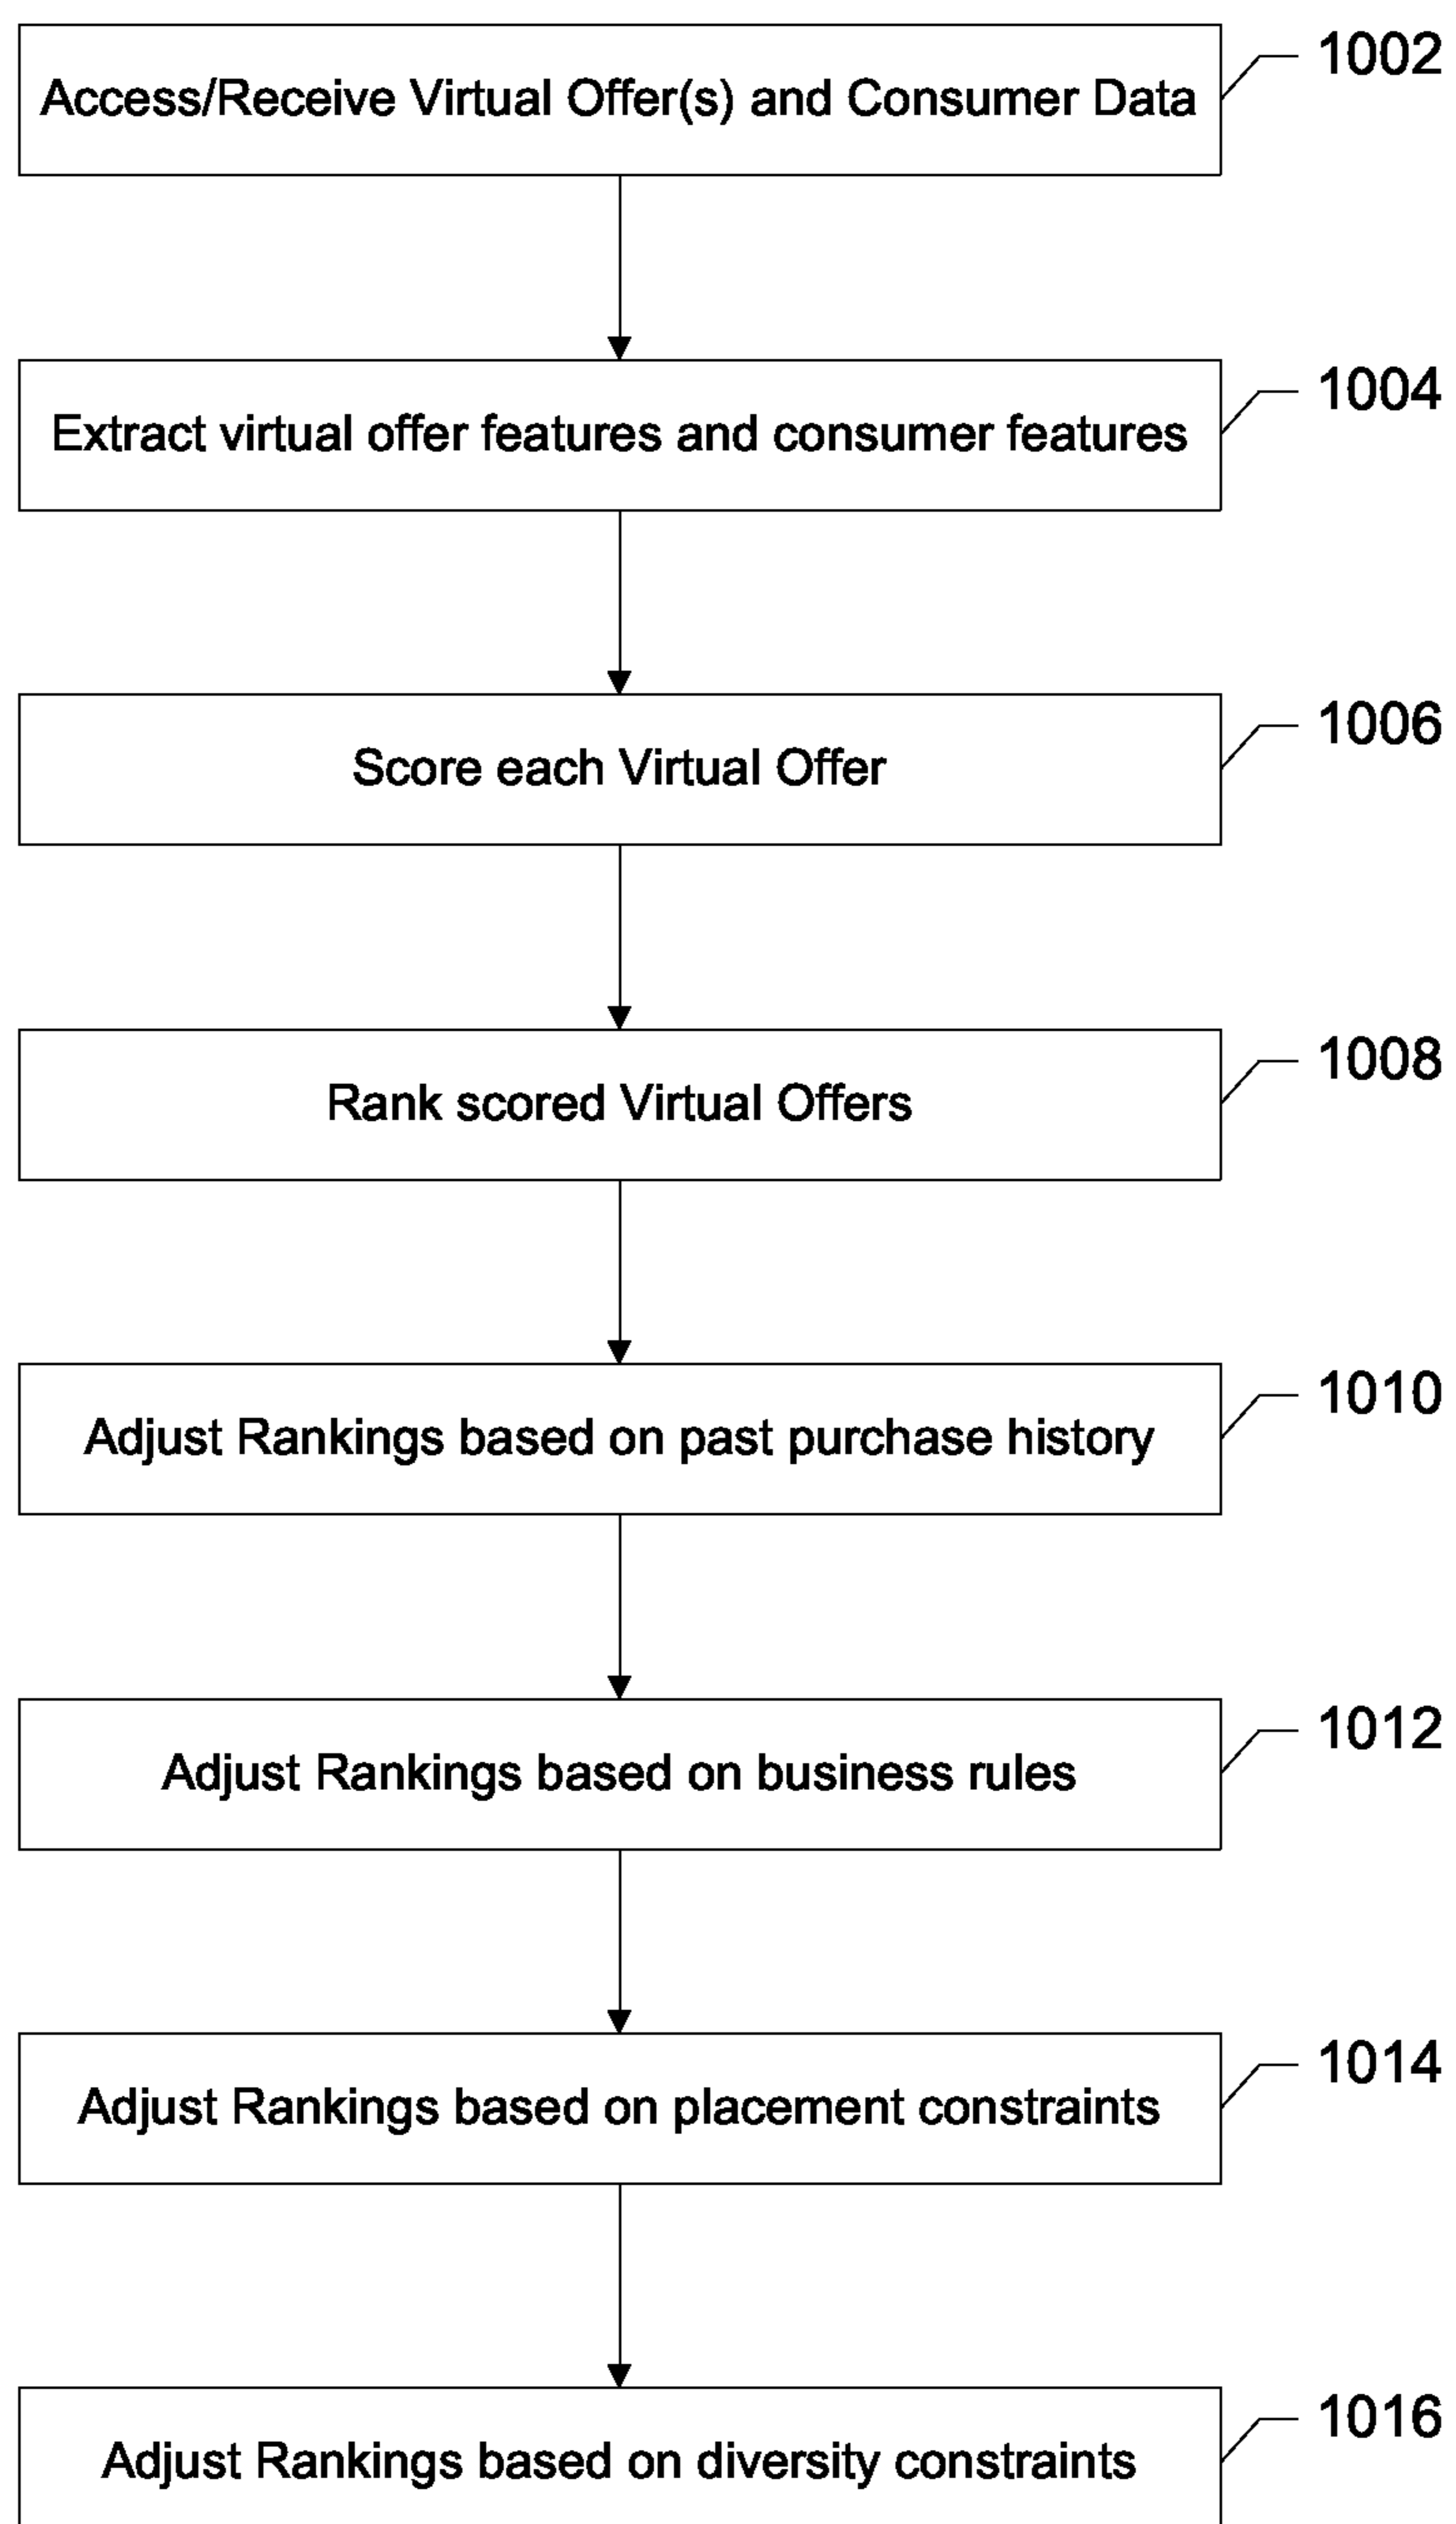 1002
Access/Receive Virtual Offer(s) and Consumer Data
1004
Extract virtual offer features and consumer features
1006
Score each Virtual Offer
1008
Rank scored Virtual Offers
1010
Adjust Rankings based on past purchase history
1012
Adjust Rankings based on business rules
1014
Adjust Rankings based on placement constraints
1016
Adjust Rankings based on diversity constraints